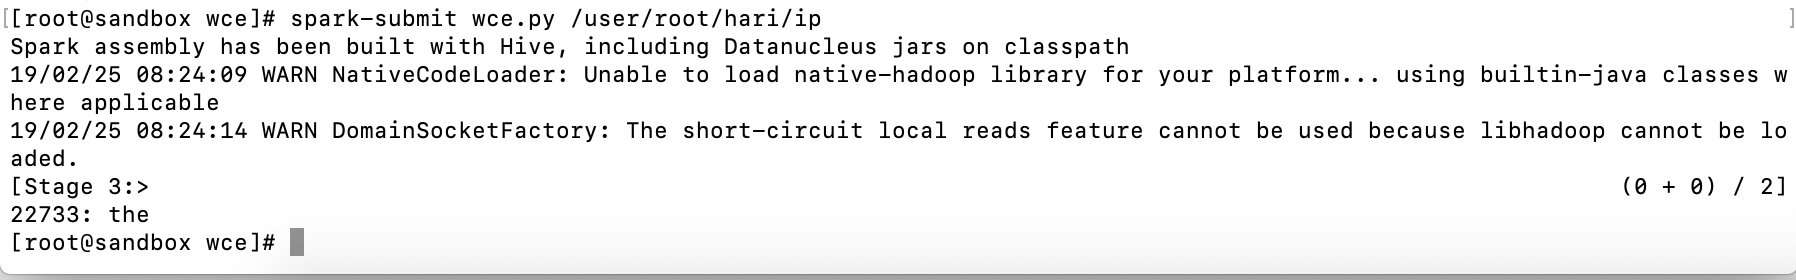 [[root@sandbox wce]# spark-submit wce.py /user/root/hari/ip ]
Spark assembly has been built with Hive, including Datanucleus jars on classpath
19/02/25 08:24:09 WARN NativeCodeLoader: Unable to load native-hadoop library for your platform... using builtin-java classes w
here applicable
19/02/25 08:24:14 WARN DomainSocketFactory: The short-circuit local reads feature cannot be used because libhadoop cannot be lo
aded.
[Stage 3:> (0 + 0) / 2]
22733: the
[root@sandbox wce]#